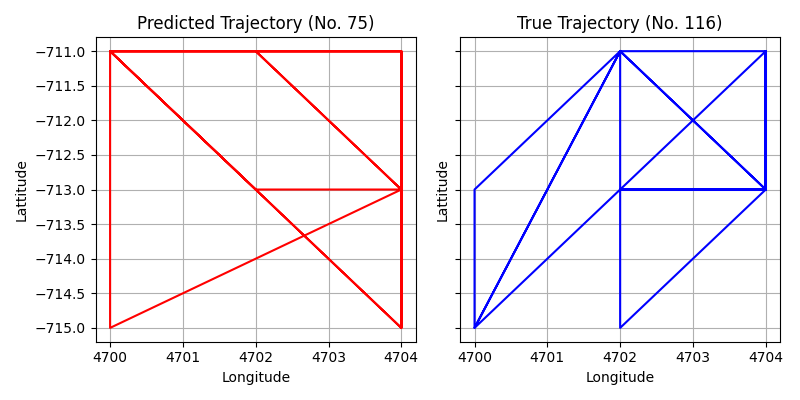 Predicted Trajectory (No. 75)
True Trajectory (No. 116)
Lattitude
−711.0
−711.5
−712.0
−712.5
−713.0
−713.5
−714.0
−714.5
−715.0
4700 4701 4702 4703 4704
Longitude
Lattitude
4700 4701 4702 4703 4704
Longitude